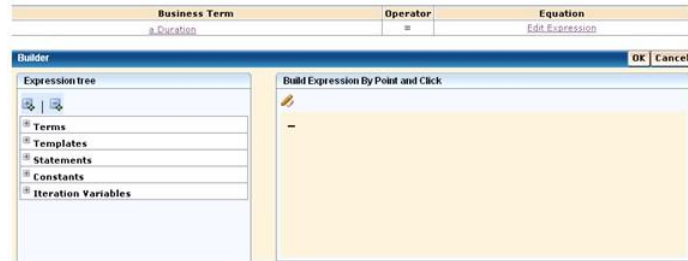 Business Term Operator Equation
a Duration = Edit Expression
Builder OK Cancel
Expression tree Build Expression By Point and Click
|
Terms
Templates
Statements
Constants
Iteration Variables